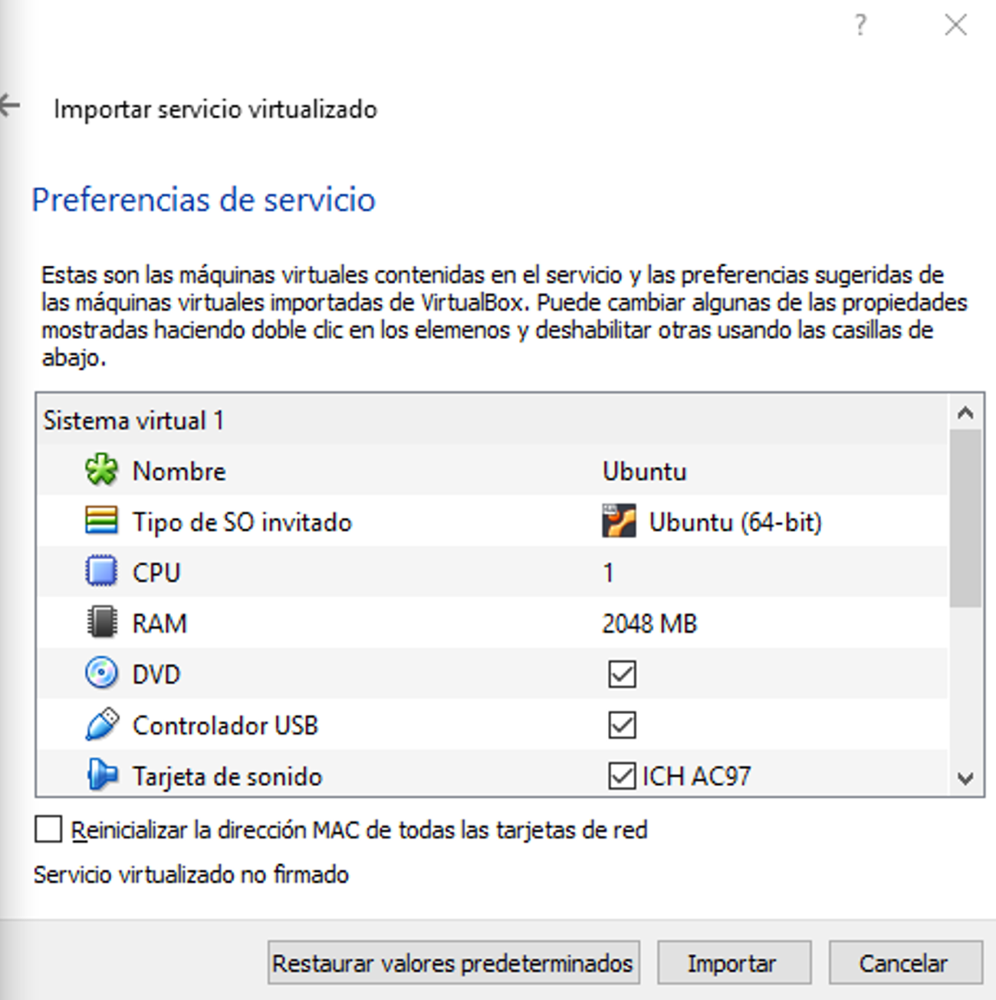 ?
Importar servicio virtualizado
Preferencias de servicio
Estas son las máquinas virtuales contenidas en el servicio y las preferencias sugeridas de
las máquinas virtuales importadas de VirtualBox. Puede cambiar algunas de las propiedades
mostradas haciendo doble clic en los elemenos y deshabilitar otras usando las casillas de
abajo.
Sistema virtual 1
Nombre Ubuntu
Tipo de SO invitado Ubuntu (64-bit)
CPU 1
RAM 2048 MB
DVD
Controlador USB
Tarjeta de sonido ICH AC97
Reinicializar la dirección MAC de todas las tarjetas de red
Servicio virtualizado no firmado
Restaurar valores predeterminados Importar Cancelar